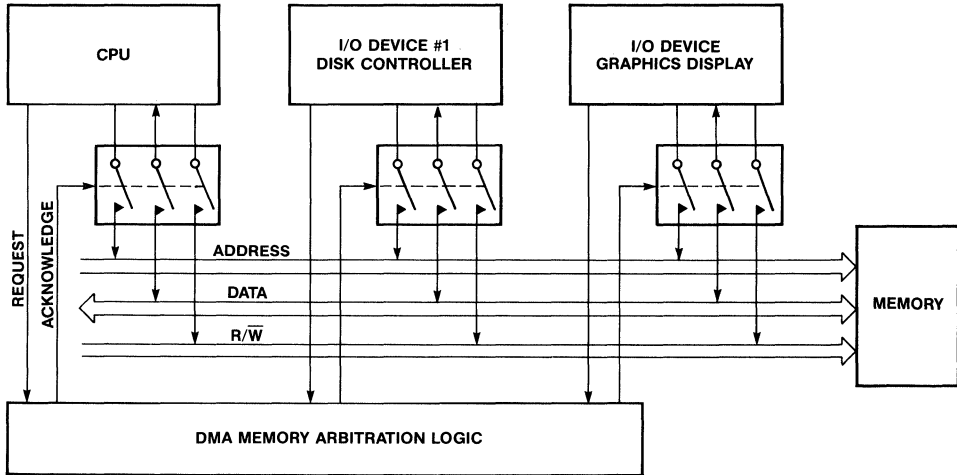 CPU
I/O DEVICE #1
DISK CONTROLLER
I/O DEVICE
GRAPHICS DISPLAY
REQUEST
ACKNOWLEDGE
ADDRESS
DATA
R/W̅
MEMORY
DMA MEMORY ARBITRATION LOGIC